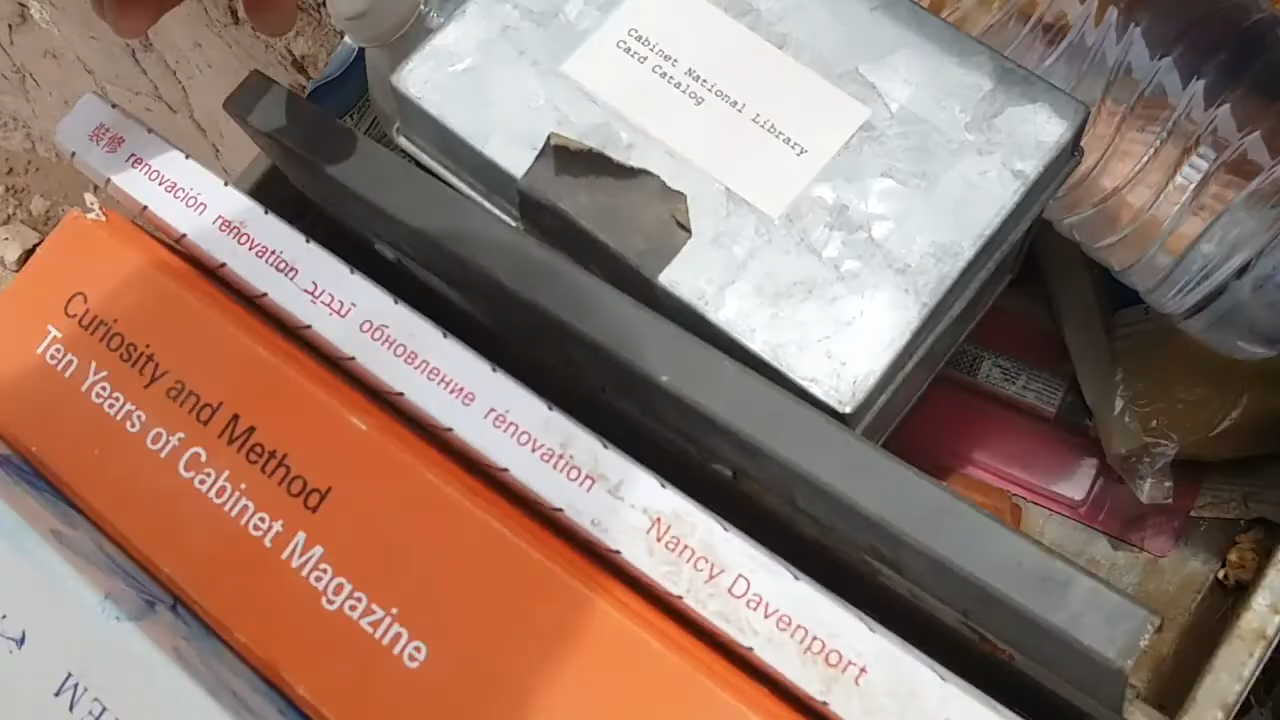 Cabinet National Library
Card Catalog
裝修 renovación renovation تجديد обновление rénovation Nancy Davenport
Curiosity and Method
Ten Years of Cabinet Magazine